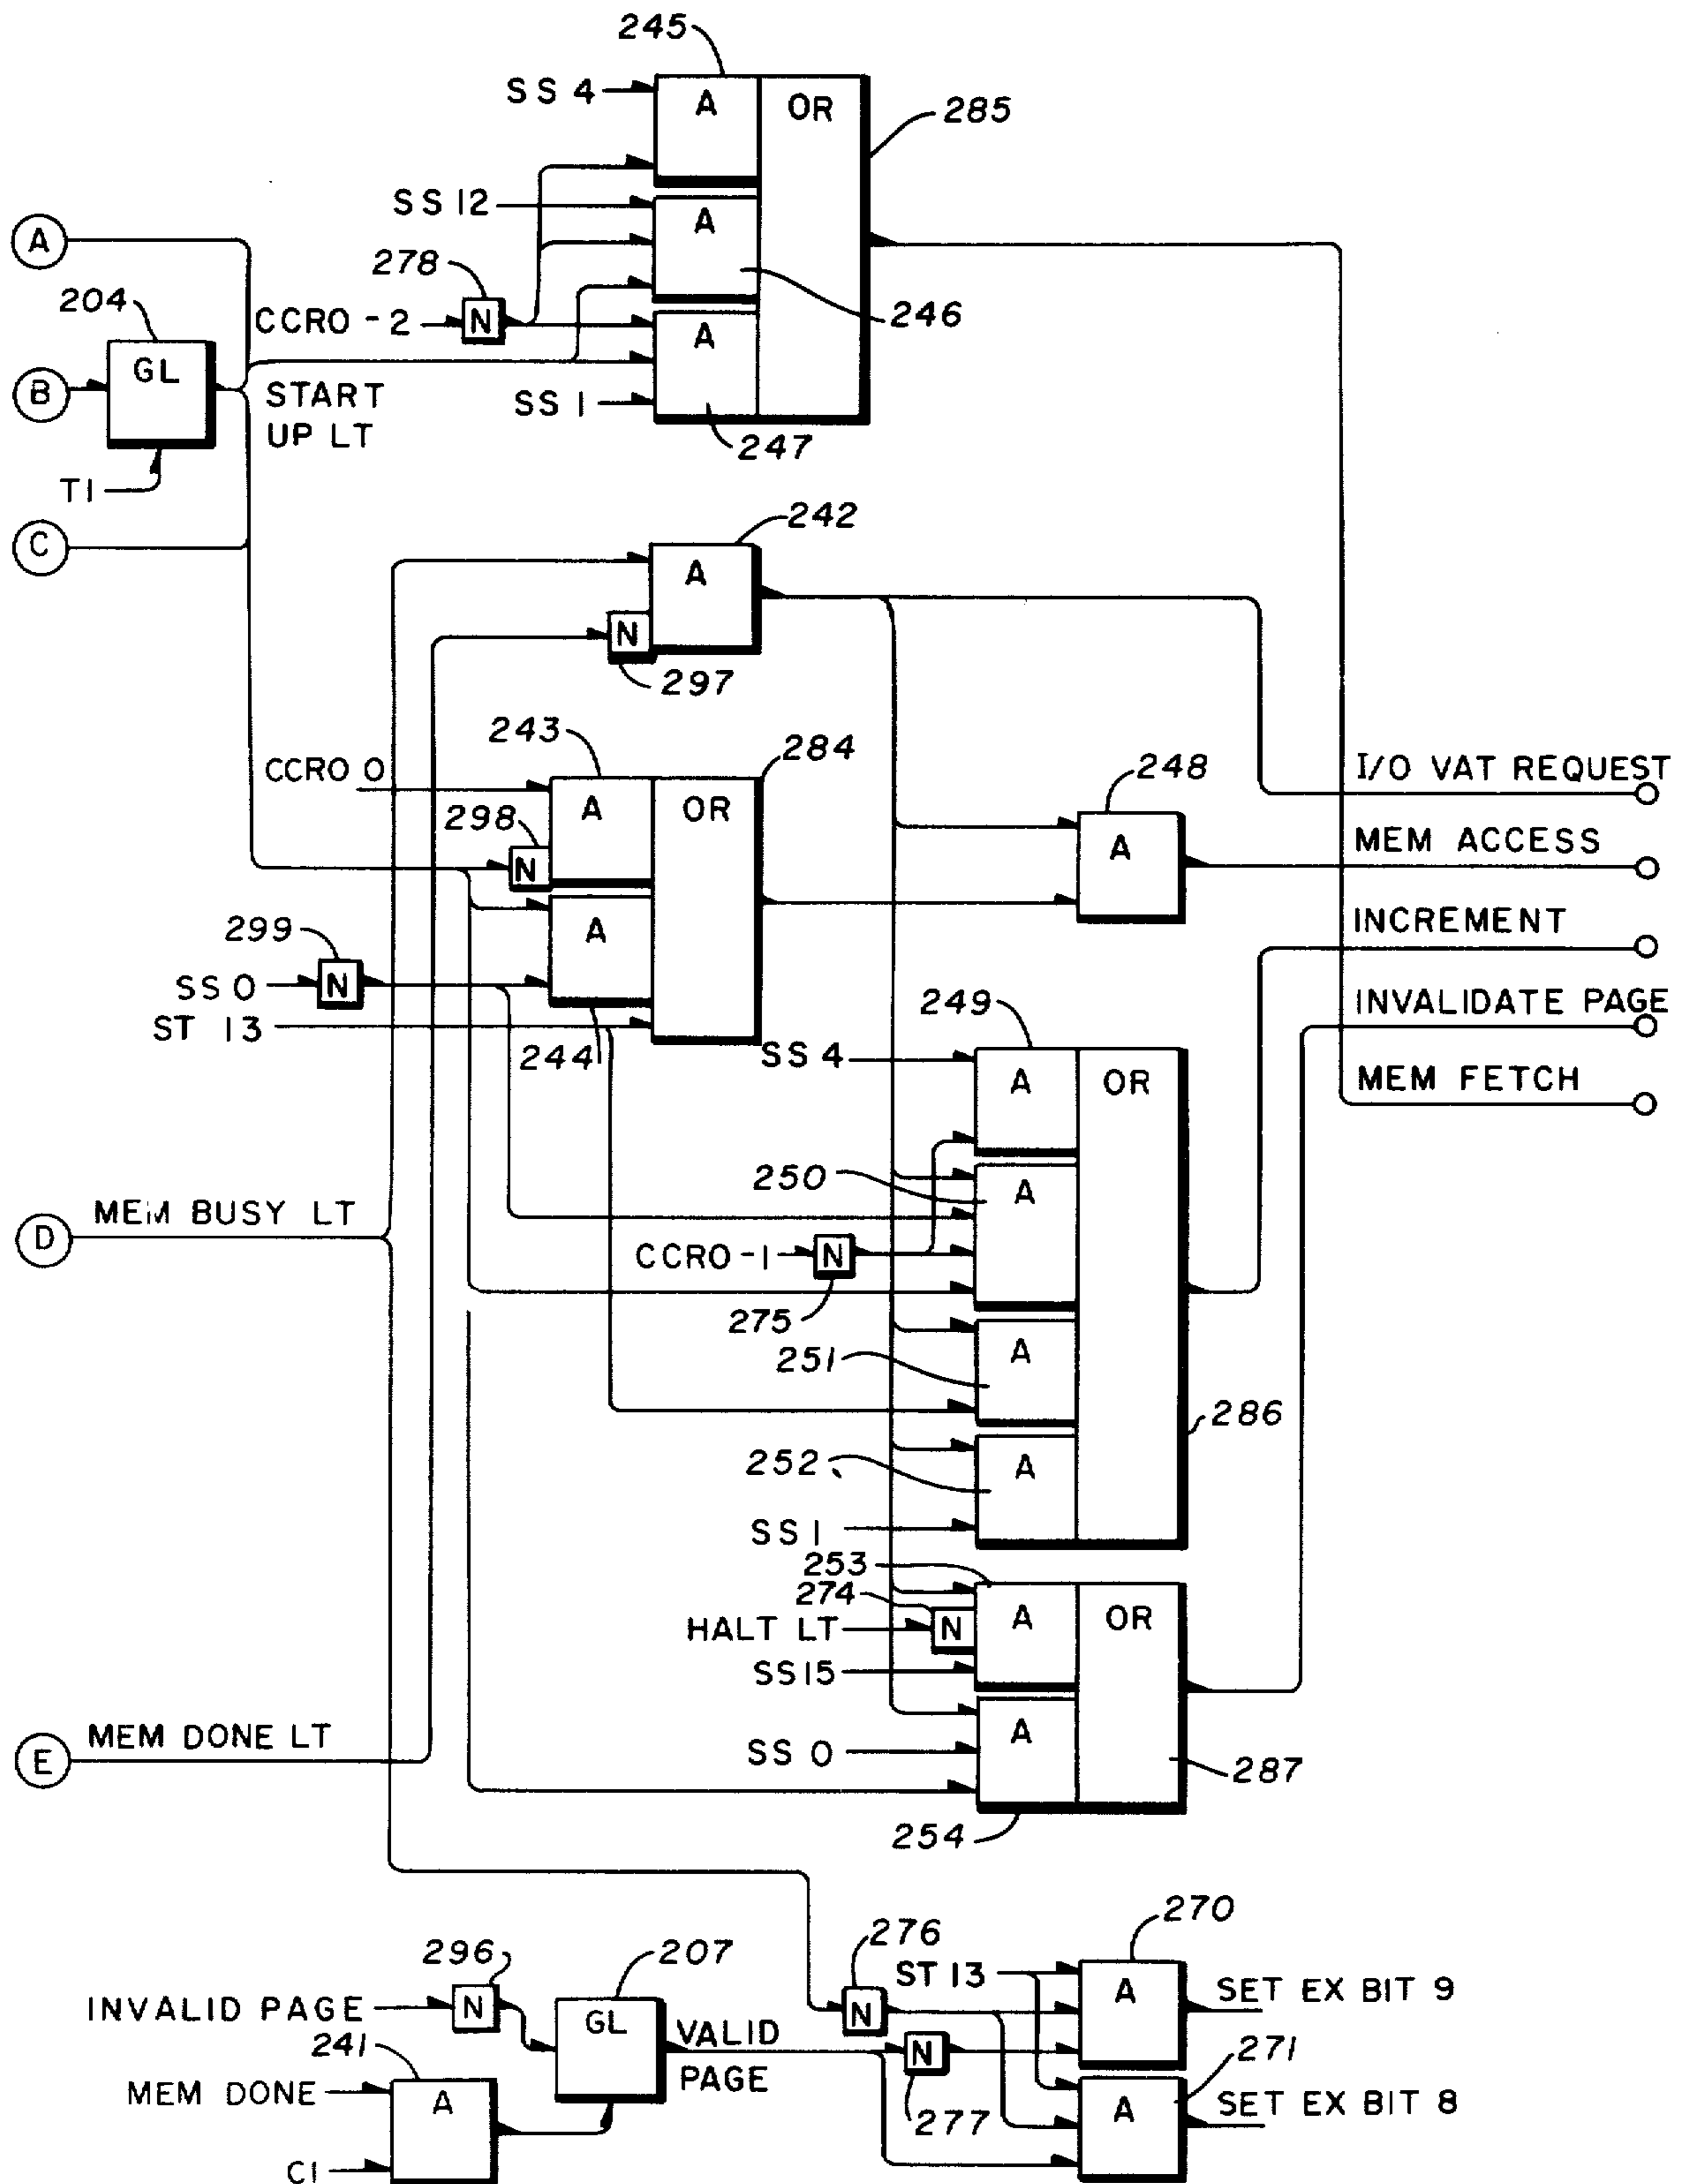 245
SS 4
A
OR
285
SS 12
A
A
278
246
204
CCRO -2
N
A
GL
B
START
UP LT
SS 1
247
T1
242
C
A
N
297
243
284
CCRO 0
248
I/O VAT REQUEST
A
OR
298
MEM ACCESS
N
A
A
299
INCREMENT
SS 0
N
249
INVALIDATE PAGE
ST 13
244
SS 4
A
OR
MEM FETCH
250
A
MEM BUSY LT
D
CCRO -1
N
275
251
A
286
252
A
SS 1
253
274
HALT LT
N
A
OR
SS 15
MEM DONE LT
A
E
SS 0
287
254
270
276
296
207
ST 13
A
SET EX BIT 9
INVALID PAGE
N
GL
N
VALID
PAGE
241
N
271
MEM DONE
A
277
A
SET EX BIT 8
C1